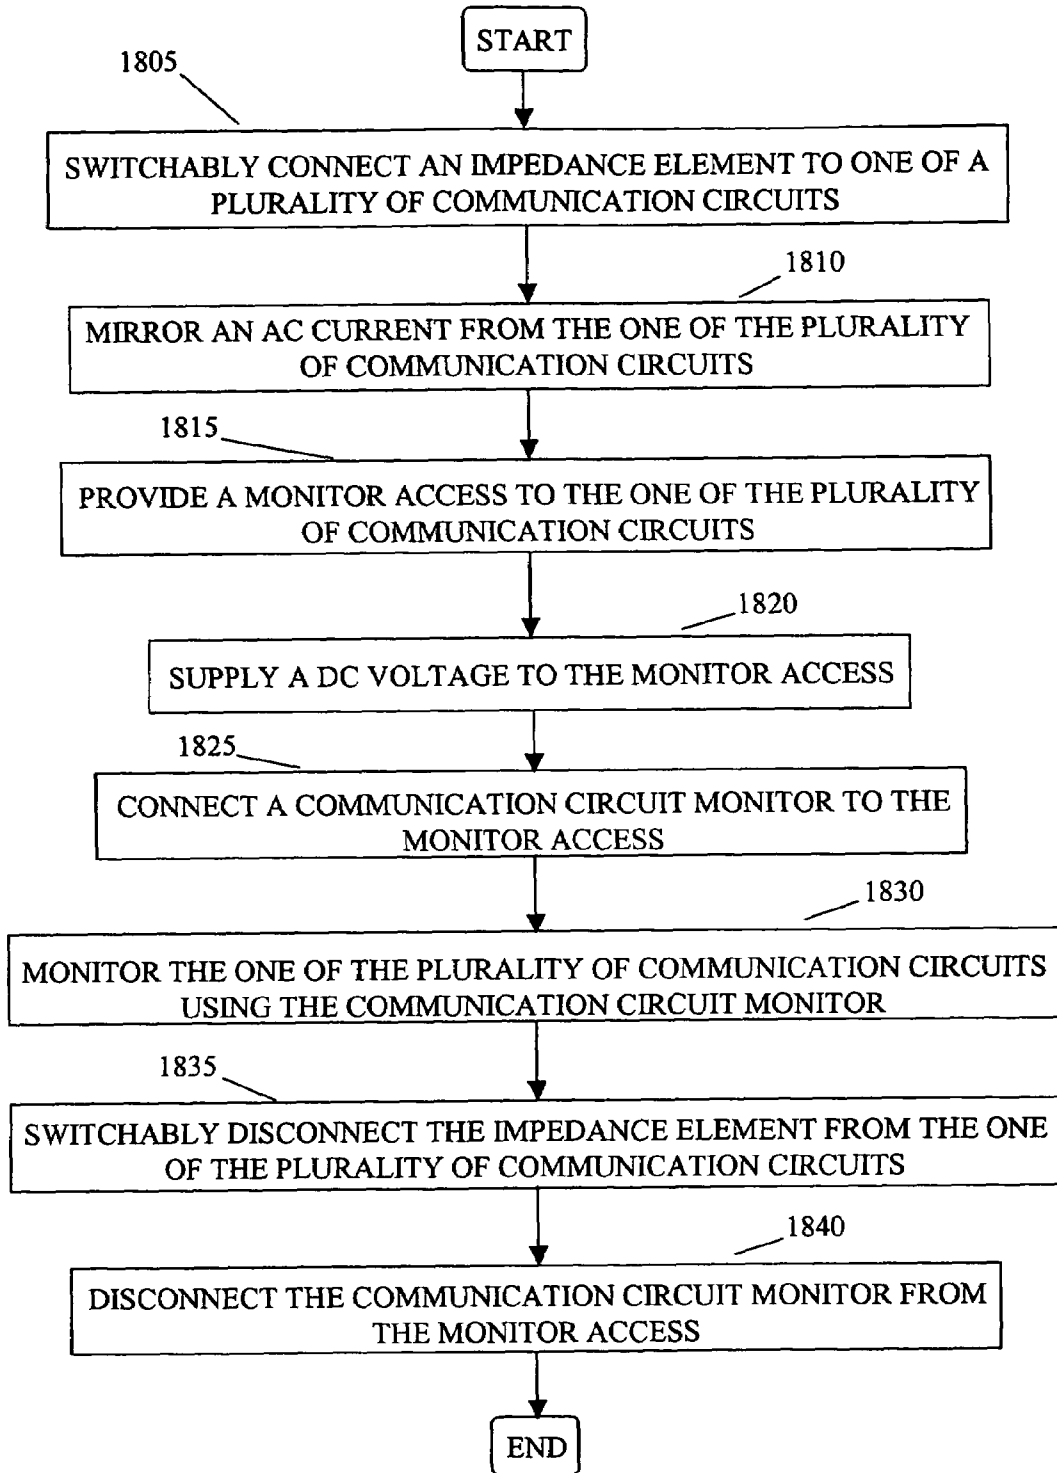 START
1805
SWITCHABLY CONNECT AN IMPEDANCE ELEMENT TO ONE OF A
PLURALITY OF COMMUNICATION CIRCUITS
1810
MIRROR AN AC CURRENT FROM THE ONE OF THE PLURALITY
OF COMMUNICATION CIRCUITS
1815
PROVIDE A MONITOR ACCESS TO THE ONE OF THE PLURALITY
OF COMMUNICATION CIRCUITS
1820
SUPPLY A DC VOLTAGE TO THE MONITOR ACCESS
1825
CONNECT A COMMUNICATION CIRCUIT MONITOR TO THE
MONITOR ACCESS
1830
MONITOR THE ONE OF THE PLURALITY OF COMMUNICATION CIRCUITS
USING THE COMMUNICATION CIRCUIT MONITOR
1835
SWITCHABLY DISCONNECT THE IMPEDANCE ELEMENT FROM THE ONE
OF THE PLURALITY OF COMMUNICATION CIRCUITS
1840
DISCONNECT THE COMMUNICATION CIRCUIT MONITOR FROM
THE MONITOR ACCESS
END